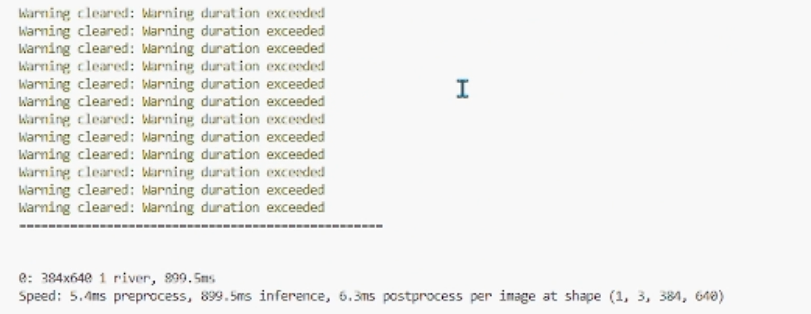 Warning cleared: Warning duration exceeded
Warning cleared: Warning duration exceeded
Warning cleared: Warning duration exceeded
Warning cleared: Warning duration exceeded
Warning cleared: Warning duration exceeded
Warning cleared: Warning duration exceeded
Warning cleared: Warning duration exceeded
Warning cleared: Warning duration exceeded
Warning cleared: Warning duration exceeded
Warning cleared: Warning duration exceeded
Warning cleared: Warning duration exceeded
Warning cleared: Warning duration exceeded
==================================================
0: 384x640 1 river, 899.5ms
Speed: 5.4ms preprocess, 899.5ms inference, 6.3ms postprocess per image at shape (1, 3, 384, 640)